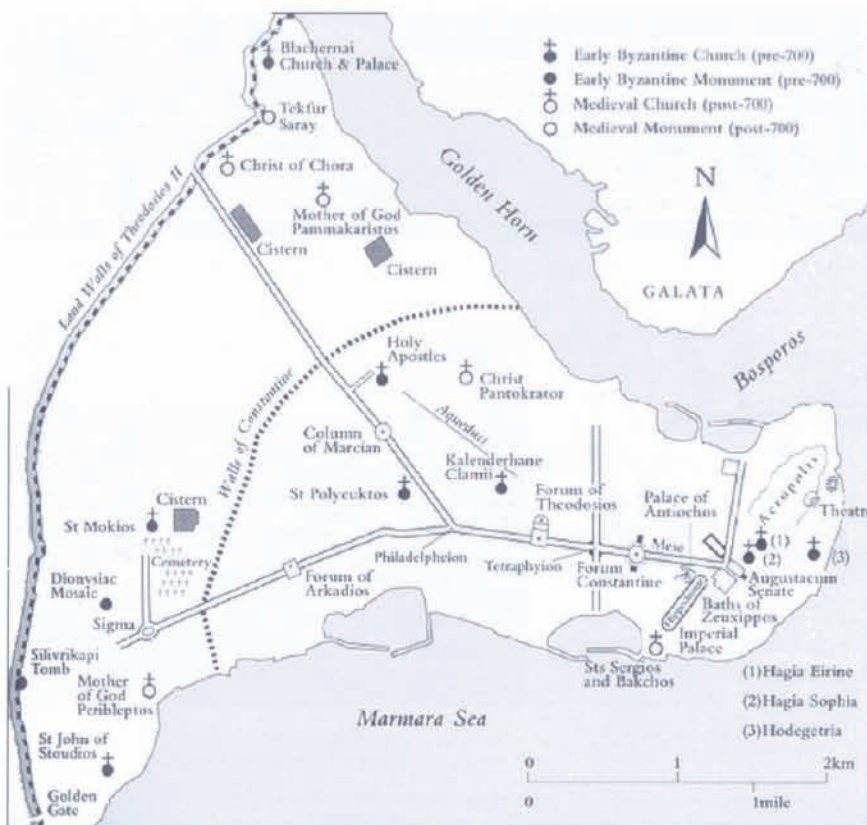 Blachernai
Church & Palace
Tekfur
Saray
Christ of Chora
Mother of God
Pammakaristos
Cistern
Cistern
Land Walls of Theodosios II
Golden Horn
Early Byzantine Church (pre-700)
Early Byzantine Monument (pre-700)
Medieval Church (post-700)
Medieval Monument (post-700)
N
GALATA
Bosporos
Walls of Constantine
Holy
Apostles
Christ
Pantokrator
Aqueduct
Column
of Marcian
Kalenderhane
Camii
St Polyeuktos
Forum of
Theodosios
Palace of
Antiochos
Acropolis
Theatre
Cistern
St Mokios
Cemetery
Philadelpheion
Tetraphyion
Forum
Constantine
Mese
(1)
(2)
(3)
Augustaeum
Senate
Baths of
Zeuxippos
Hippodrome
Imperial
Palace
Dionysiac
Mosaic
Forum of
Arkadios
Sigma
Silivrikapi
Tomb
Mother
of God
Peribleptos
Sts Sergios
and Bakchos
St John of
Stoudios
Golden
Gate
Marmara Sea
(1)Hagia Eirine
(2)Hagia Sophia
(3)Hodegetria
0 1 2km
0 1mile